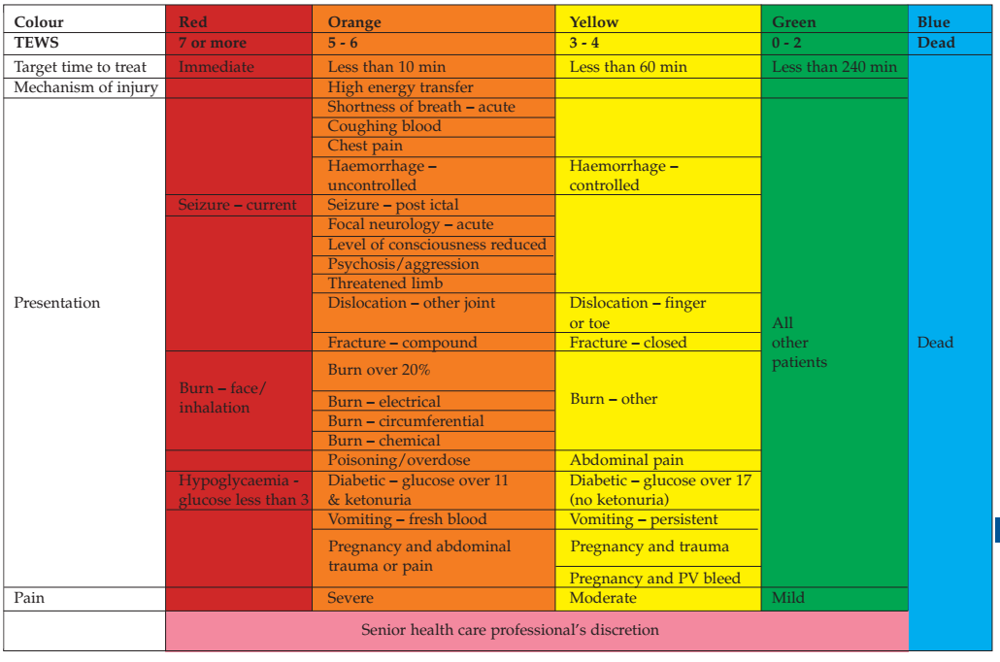 Colour Red Orange Yellow Green Blue
TEWS 7 or more 5 - 6 3 - 4 0 - 2 Dead
Target time to treat Immediate Less than 10 min Less than 60 min Less than 240 min
Mechanism of injury High energy transfer
Shortness of breath – acute
Coughing blood
Chest pain
Haemorrhage – Haemorrhage –
uncontrolled controlled
Seizure – current Seizure – post ictal
Focal neurology – acute
Level of consciousness reduced
Psychosis/aggression
Threatened limb
Presentation Dislocation – other joint Dislocation – finger
or toe All
Fracture – compound Fracture – closed other Dead
patients
Burn over 20%
Burn – face/
inhalation
Burn – electrical Burn – other
Burn – circumferential
Burn – chemical
Poisoning/overdose Abdominal pain
Hypoglycaemia - Diabetic – glucose over 11 Diabetic – glucose over 17
glucose less than 3 & ketonuria (no ketonuria)
Vomiting – fresh blood Vomiting – persistent
Pregnancy and abdominal Pregnancy and trauma
trauma or pain
Pregnancy and PV bleed
Pain Severe Moderate Mild
Senior health care professional's discretion